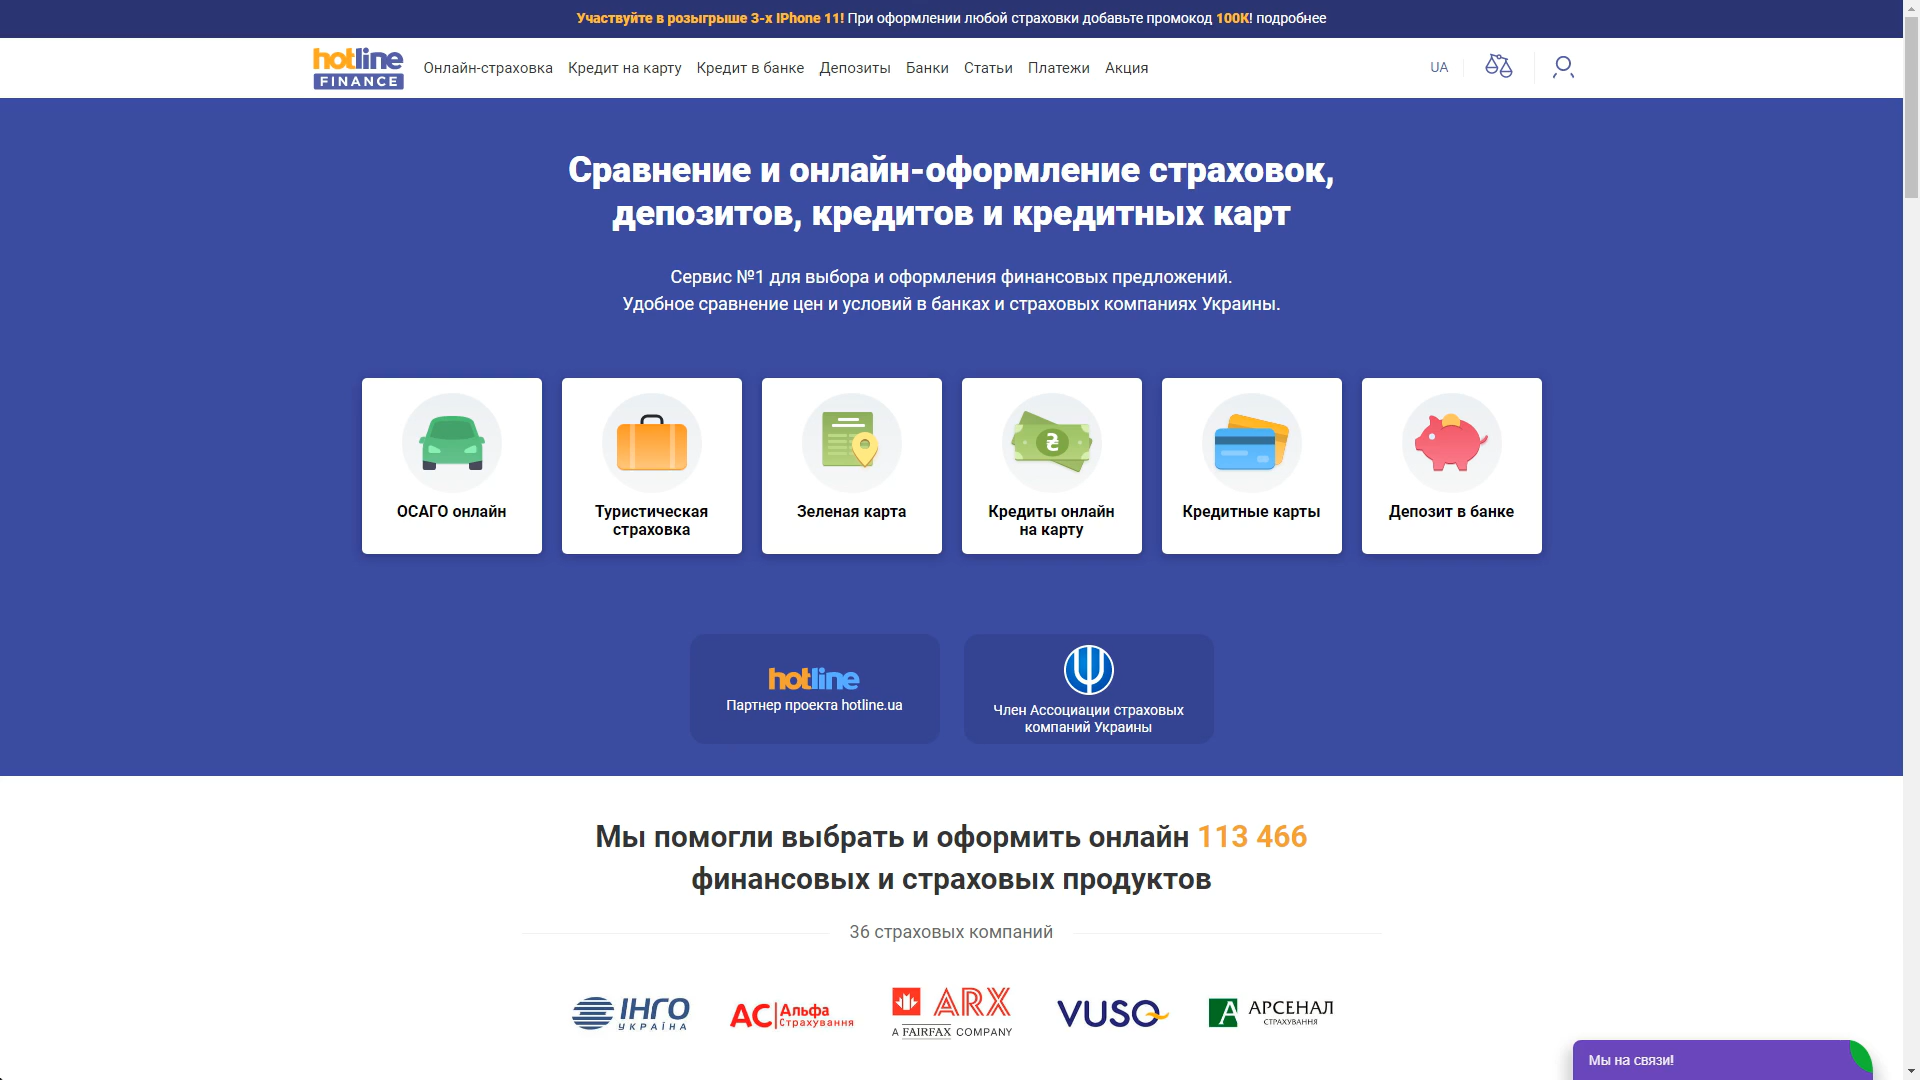 Участвуйте в розыгрыше 3-х IPhone 11! При оформлении любой страховки добавьте промокод 100К! подробнее
hotline
FINANCE
Онлайн-страховка Кредит на карту Кредит в банке Депозиты Банки Статьи Платежи Акция
UA
Сравнение и онлайн-оформление страховок,
депозитов, кредитов и кредитных карт
Сервис №1 для выбора и оформления финансовых предложений.
Удобное сравнение цен и условий в банках и страховых компаниях Украины.
ОСАГО онлайн
Туристическая
страховка
Зеленая карта
₴
Кредиты онлайн
на карту
Кредитные карты
Депозит в банке
hotline
Партнер проекта hotline.ua
Член Ассоциации страховых
компаний Украины
Мы помогли выбрать и оформить онлайн 113 466
финансовых и страховых продуктов
36 страховых компаний
ІНГО
УКРАЇНА
АС Альфа
Страхування
ARX
A FAIRFAX COMPANY
VUSO
А АРСЕНАЛ
СТРАХУВАННЯ
Мы на связи!